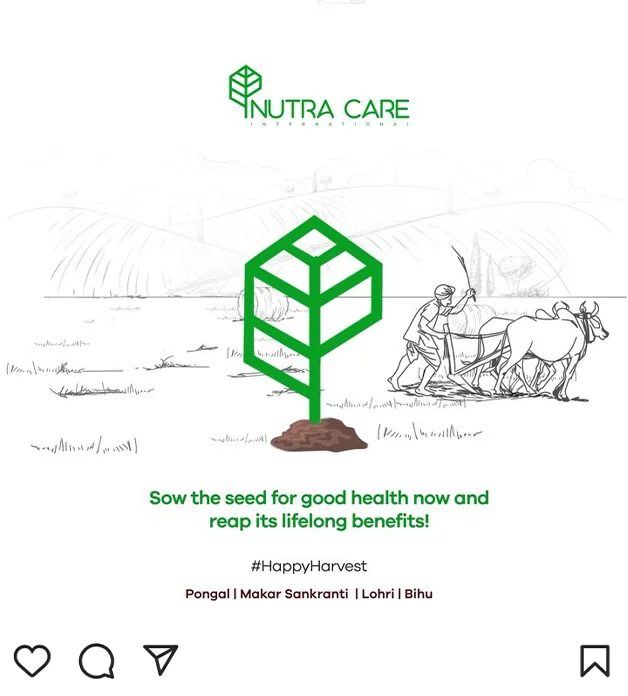 NUTRA CARE
INTERNATIONAL
Sow the seed for good health now and
reap its lifelong benefits!
#HappyHarvest
Pongal | Makar Sankranti | Lohri | Bihu